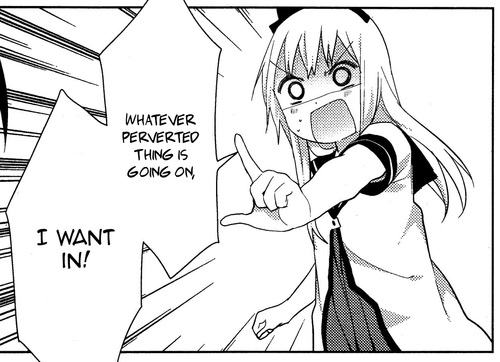 WHATEVER
PERVERTED
THING IS
GOING ON,
I WANT
IN!